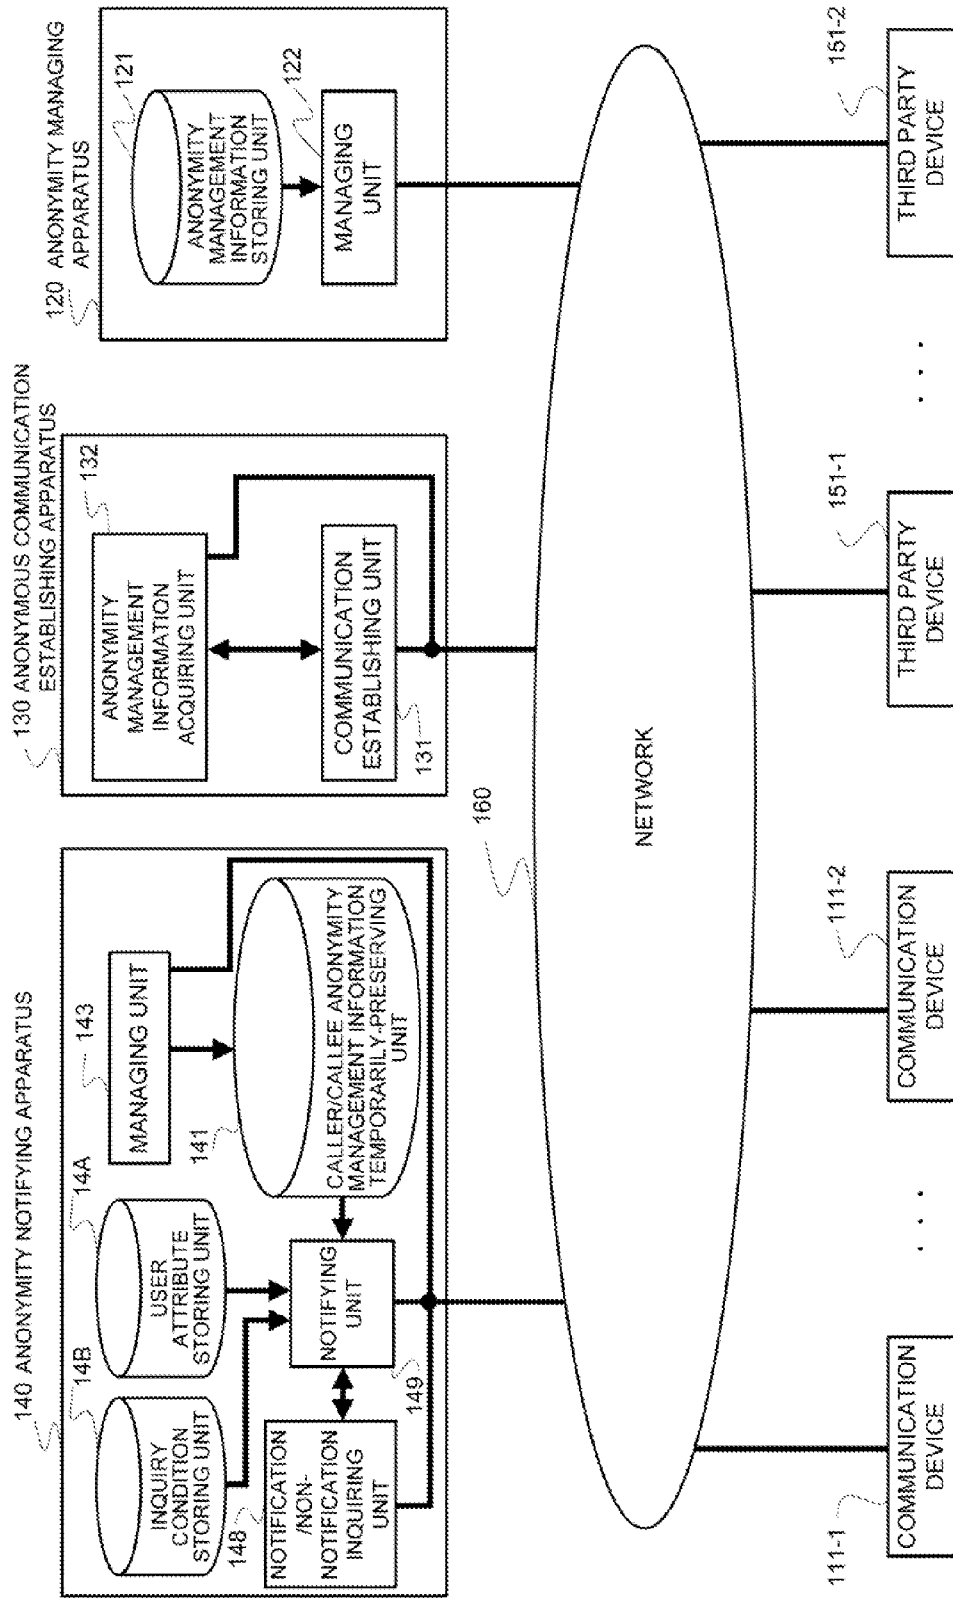 140 ANONYMITY NOTIFYING APPARATUS
14B
14A
143
INQUIRY
CONDITION
STORING UNIT
USER
ATTRIBUTE
STORING UNIT
MANAGING UNIT
148
141
NOTIFICATION
/NON-
NOTIFICATION
INQUIRING
UNIT
149
NOTIFYING
UNIT
CALLER/CALLEE ANONYMITY
MANAGEMENT INFORMATION
TEMPORARILY-PRESERVING
UNIT
130 ANONYMOUS COMMUNICATION
ESTABLISHING APPARATUS
132
ANONYMITY
MANAGEMENT
INFORMATION
ACQUIRING UNIT
COMMUNICATION
ESTABLISHING UNIT
131
120 ANONYMITY MANAGING
APPARATUS
121
ANONYMITY
MANAGEMENT
INFORMATION
STORING UNIT
122
MANAGING
UNIT
160
NETWORK
111-1
COMMUNICATION
DEVICE
. . .
111-2
COMMUNICATION
DEVICE
151-1
THIRD PARTY
DEVICE
. . .
151-2
THIRD PARTY
DEVICE